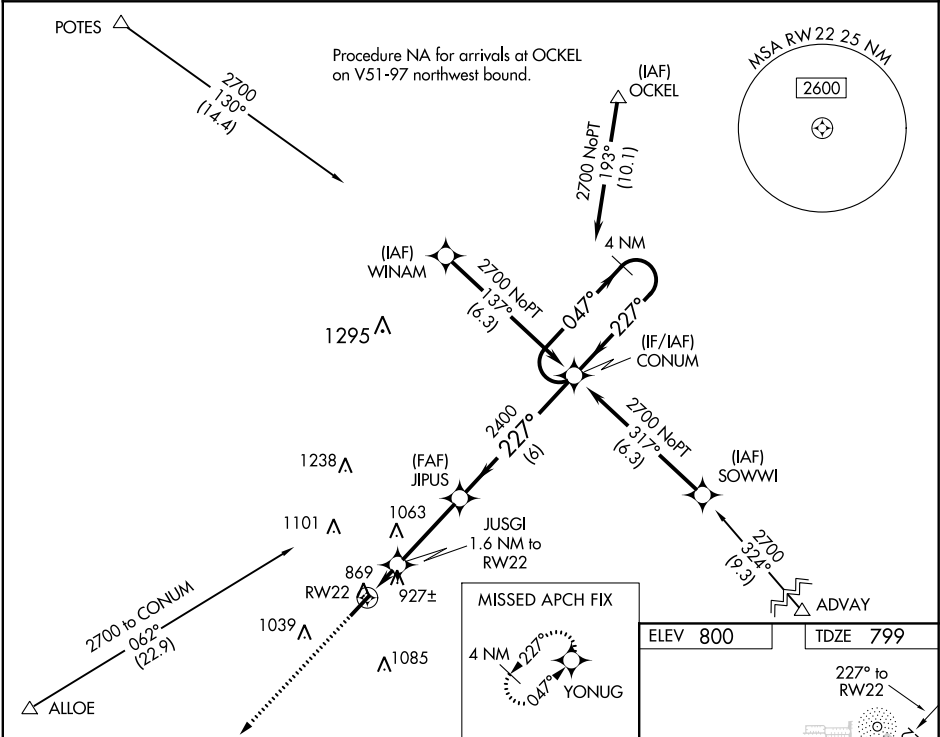 POTES
2700
130°
(14.4)
Procedure NA for arrivals at OCKEL
on V51-97 northwest bound.
(IAF)
OCKEL
2700 NoPT
193°
(10.1)
MSA RW 22 25 NM
2600
4 NM
(IAF)
WINAM
2700 NoPT
137°
(6.3)
047°
227°
(IF/IAF)
CONUM
1295
2400
227°
(6)
2700 NoPT
317°
(6.3)
(IAF)
SOWWI
1238
(FAF)
JIPUS
1101
1063
JUSGI
1.6 NM to
RW22
2700
324°
(9.3)
ADVAY
869
RW22
927±
2700 to CONUM
062°
(22.9)
1039
1085
ALLOE
MISSED APCH FIX
4 NM
227°
047°
YONUG
ELEV 800
TDZE 799
227° to
RW22